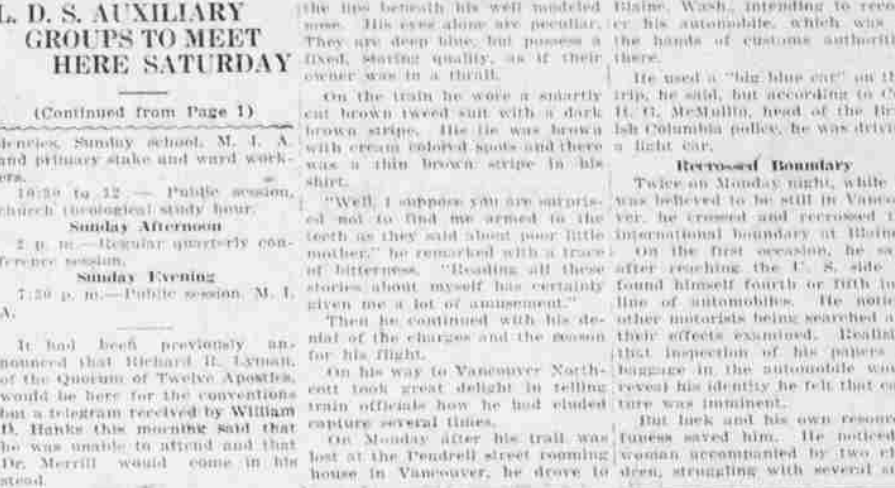 L. D. S. AUXILIARY
GROUPS TO MEET
HERE SATURDAY
(Continued from Page 1)
dencies, Sunday school, M. I. A.
and primary stake and ward work-
ers.
10:30 to 12 — Public session,
church theological study hour.
Sunday Afternoon
2 p. m.—Regular quarterly con-
ference session.
Sunday Evening
7:30 p. m.—Public session, M. I.
A.
It had been previously an-
nounced that Richard R. Lyman,
of the Quorum of Twelve Apostles,
would be here for the conventions
but a telegram received by William
D. Hanks this morning said that
he was unable to attend and that
Dr. Merrill would come in his
stead.
the lips beneath his well modeled
nose. His eyes alone are peculiar.
They are deep blue, but possess a
fixed, staring quality, as if their
owner was in a thrall.
On the train he wore a smartly
cut brown tweed suit with a dark
brown stripe. His tie was brown
with cream colored spots and there
was a thin brown stripe in his
shirt.
"Well, I suppose you are surpris-
ed not to find me armed to the
teeth as they said about poor little
mother," he remarked with a trace
of bitterness. "Reading all these
stories about myself has certainly
given me a lot of amusement."
Then he continued with his de-
nial of the charges and the reason
for his flight.
On his way to Vancouver North-
cott took great delight in telling
train officials how he had eluded
capture several times.
On Monday after his trail was
lost at the Pendrell street rooming
house in Vancouver, he drove to
Blaine, Wash., intending to
er his automobile, which was
the hands of customs
there.
He used a "big blue car" on
trip, he said, but according to
H. G. McMullin, head of the
ish Columbia police, he was
a light car.
Recrossed Boundary
Twice on Monday night, while
was believed to be still in
ver, he crossed and recrossed
international boundary at Blaine
On the first occasion, he
after reaching the U. S. side
found himself fourth or fifth
line of automobiles. He
other motorists being searched
their effects examined.
that inspection of his papers
baggage in the automobile
reveal his identity he felt that
ture was imminent.
But luck and his own
funess saved him. He
woman accompanied by two
dren, struggling with several